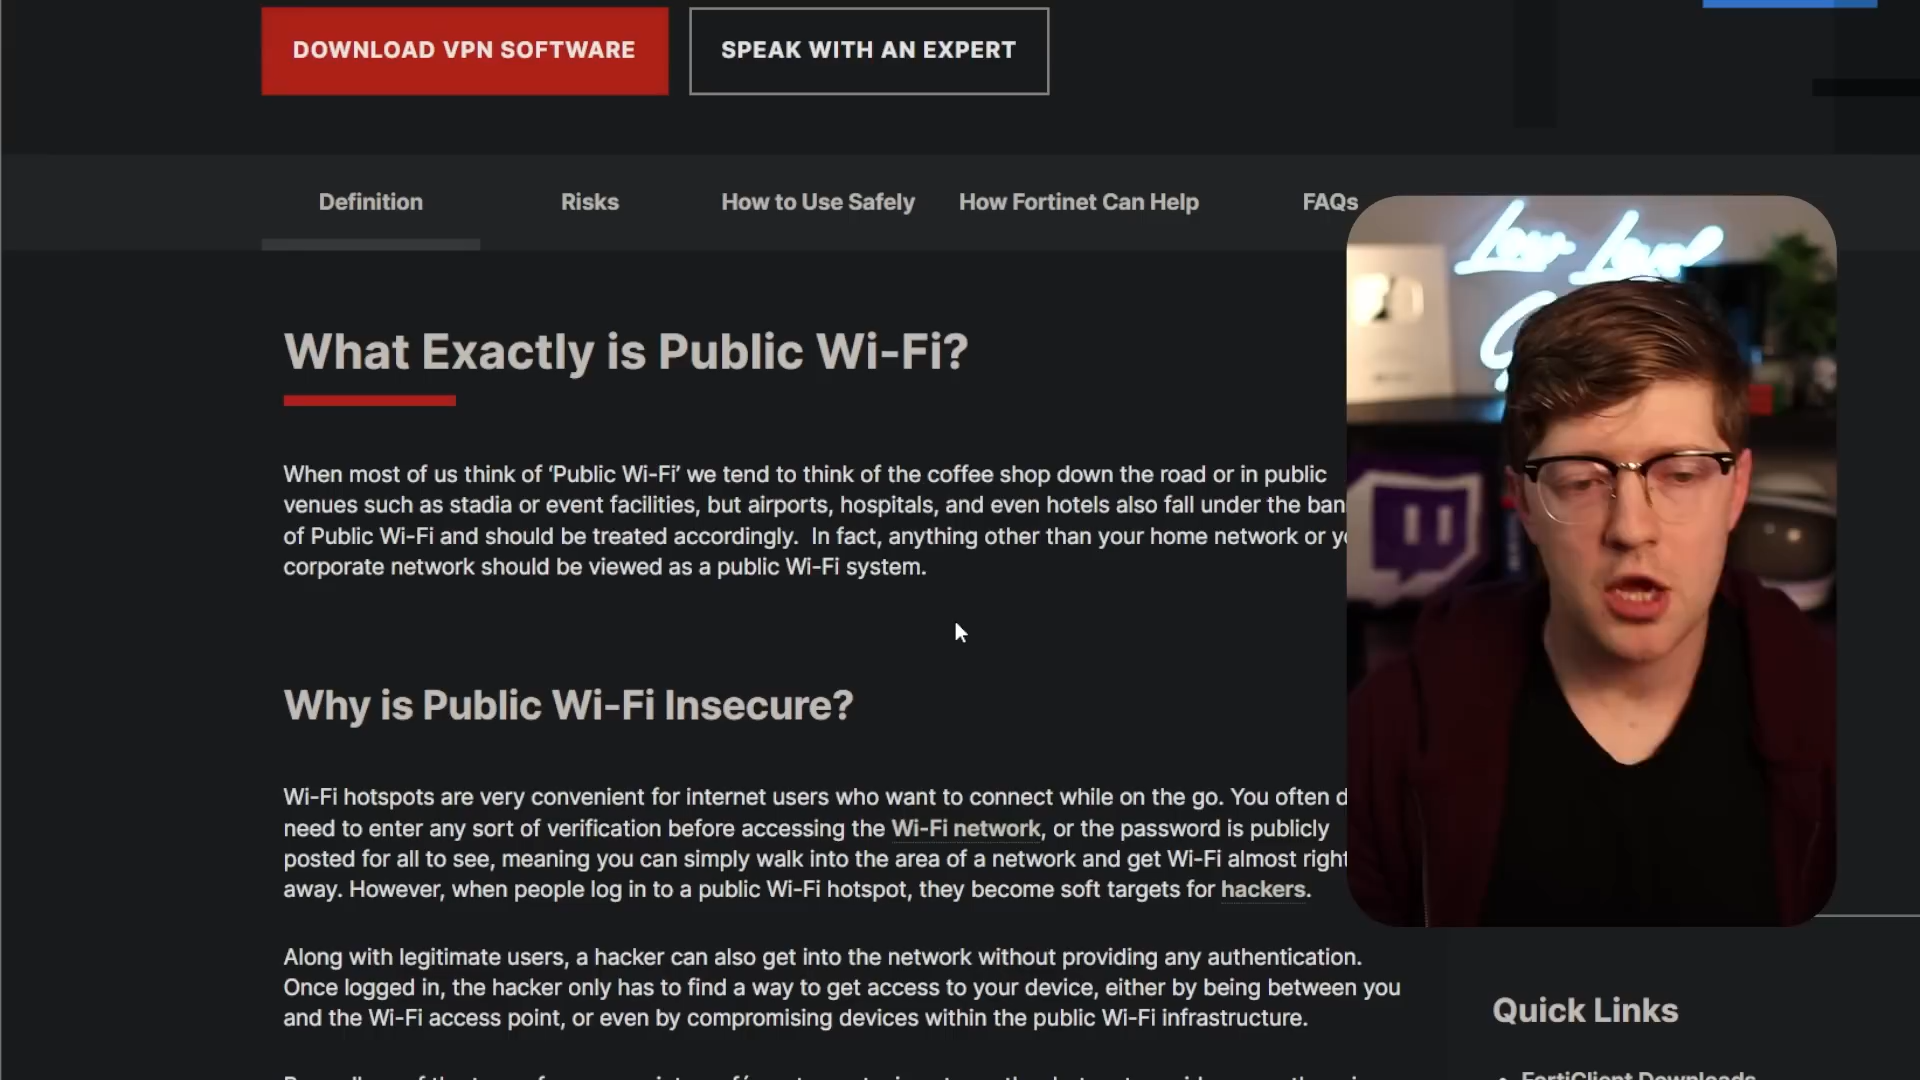 DOWNLOAD VPN SOFTWARE
SPEAK WITH AN EXPERT
Definition
Risks
How to Use Safely
How Fortinet Can Help
FAQs
Low Level
What Exactly is Public Wi-Fi?
When most of us think of ‘Public Wi-Fi’ we tend to think of the coffee shop down the road or in public
venues such as stadia or event facilities, but airports, hospitals, and even hotels also fall under the
of Public Wi-Fi and should be treated accordingly. In fact, anything other than your home network or
corporate network should be viewed as a public Wi-Fi system.
Why is Public Wi-Fi Insecure?
Wi-Fi hotspots are very convenient for internet users who want to connect while on the go. You often
need to enter any sort of verification before accessing the Wi-Fi network, or the password is publicly
posted for all to see, meaning you can simply walk into the area of a network and get Wi-Fi almost right
away. However, when people log in to a public Wi-Fi hotspot, they become soft targets for hackers.
Along with legitimate users, a hacker can also get into the network without providing any authentication.
Once logged in, the hacker only has to find a way to get access to your device, either by being between you
and the Wi-Fi access point, or even by compromising devices within the public Wi-Fi infrastructure.
Quick Links
FortiClient Downloads